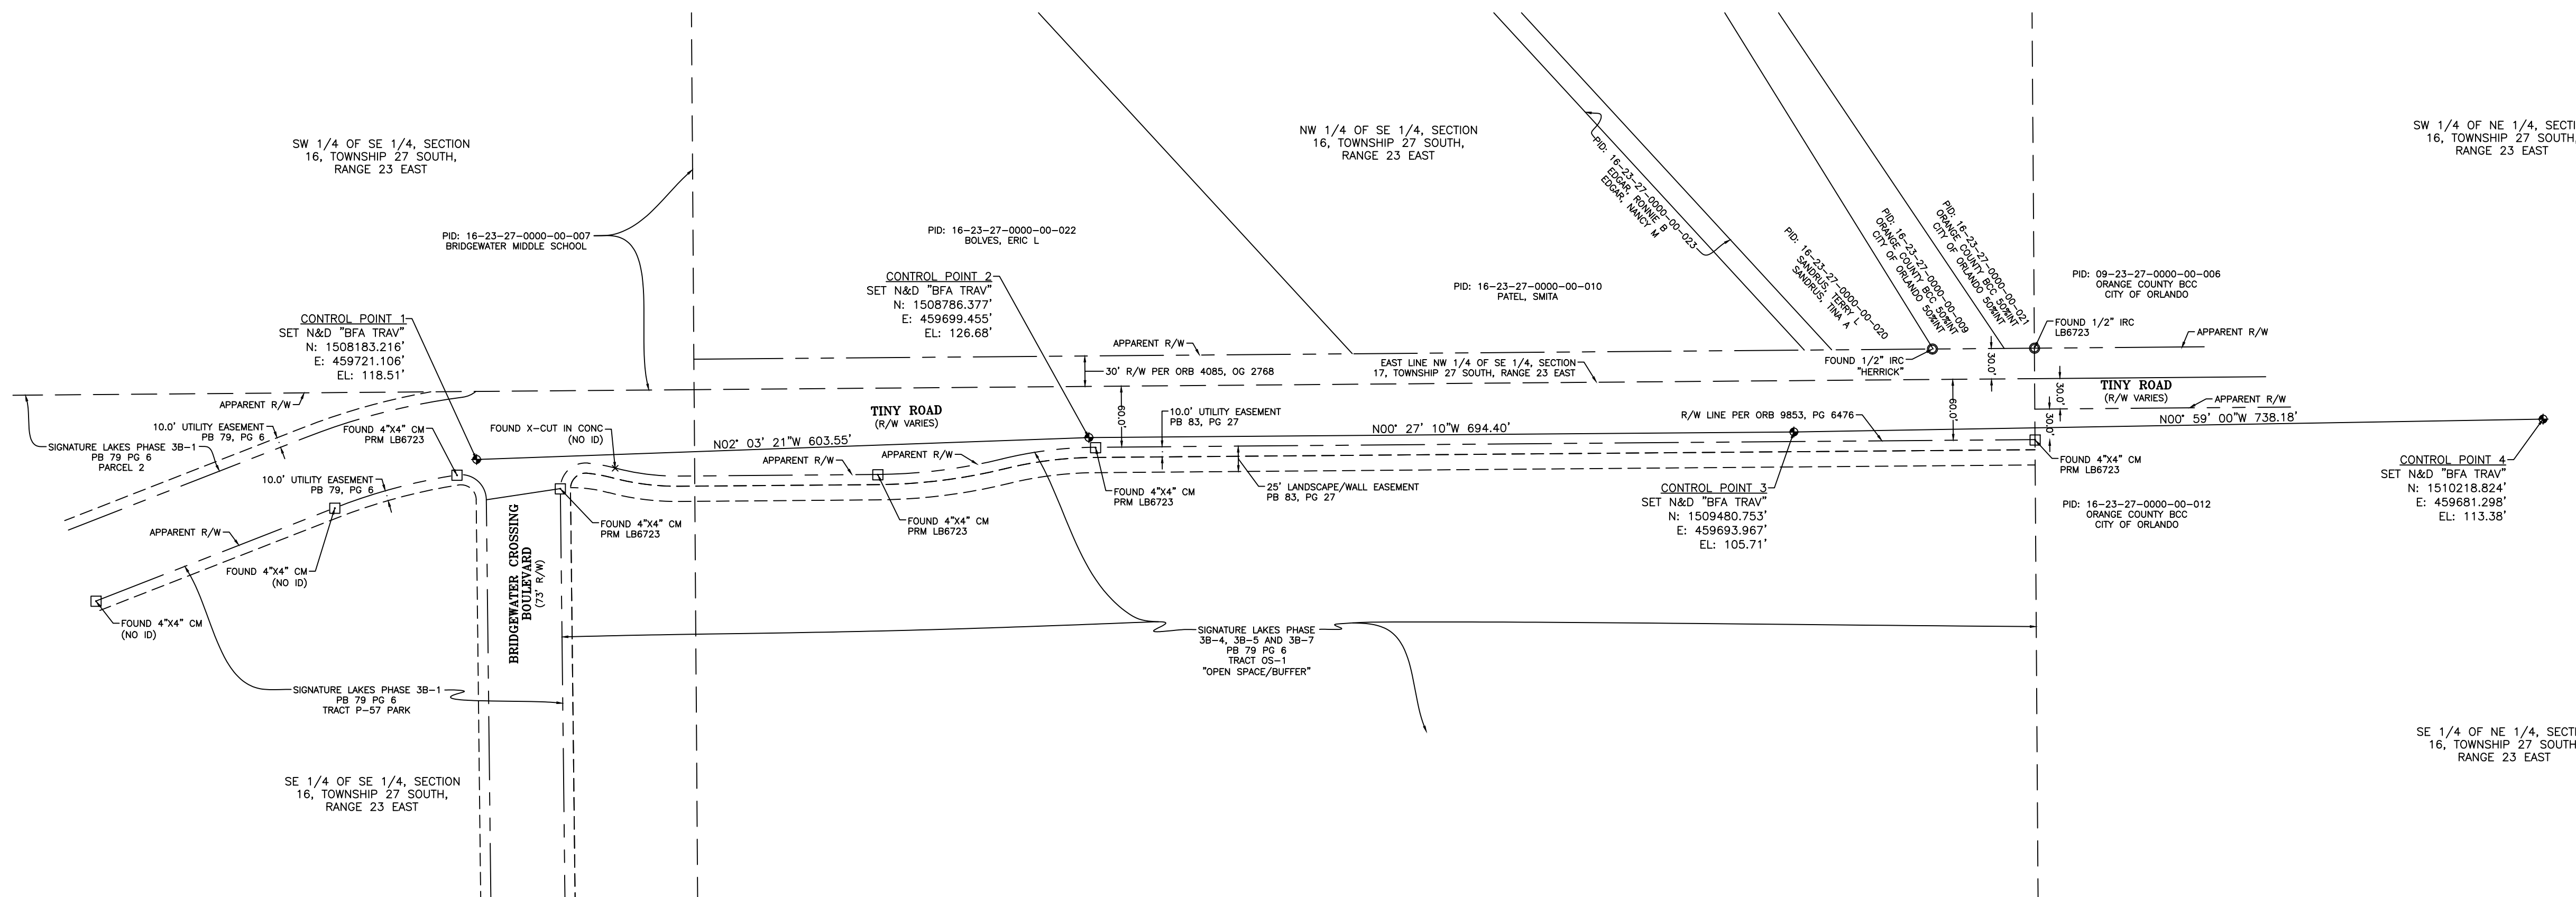 SW 1/4 OF SE 1/4, SECTION
16, TOWNSHIP 27 SOUTH,
RANGE 23 EAST
NW 1/4 OF SE 1/4, SECTION
16, TOWNSHIP 27 SOUTH,
RANGE 23 EAST
SW 1/4 OF NE 1/4, SECTI
16, TOWNSHIP 27 SOUTH,
RANGE 23 EAST
PID: 16-23-27-0000-00-007
BRIDGEWATER MIDDLE SCHOOL
PID: 16-23-27-0000-00-022
BOLVES, ERIC L
PID: 16-23-27-0000-00-010
PATEL, SMITA
PID: 16-23-27-0000-00-023
EDGAR, RONNIE B
EDGAR, NANCY M
PID: 16-23-27-0000-00-020
SANDRUS, TERRY L
SANDRUS, TINA A
PID: 16-23-27-0000-00-009
ORANGE COUNTY BCC 50%INT
CITY OF ORLANDO 50%INT
PID: 16-23-27-0000-00-021
ORANGE COUNTY BCC 50%INT
CITY OF ORLANDO 50%INT
PID: 09-23-27-0000-00-006
ORANGE COUNTY BCC
CITY OF ORLANDO
CONTROL POINT 1
SET N&D "BFA TRAV"
N: 1508183.216'
E: 459721.106'
EL: 118.51'
CONTROL POINT 2
SET N&D "BFA TRAV"
N: 1508786.377'
E: 459699.455'
EL: 126.68'
FOUND 1/2" IRC
LB6723
APPARENT R/W
APPARENT R/W
30' R/W PER ORB 4085, OG 2768
EAST LINE NW 1/4 OF SE 1/4, SECTION
17, TOWNSHIP 27 SOUTH, RANGE 23 EAST
FOUND 1/2" IRC
"HERRICK"
30.0'
30.0'
30.0'
60.0'
60.0'
TINY ROAD
(R/W VARIES)
APPARENT R/W
APPARENT R/W
10.0' UTILITY EASEMENT
PB 79, PG 6
SIGNATURE LAKES PHASE 3B-1
PB 79 PG 6
PARCEL 2
FOUND 4"X4" CM
PRM LB6723
FOUND X-CUT IN CONC
(NO ID)
TINY ROAD
(R/W VARIES)
10.0' UTILITY EASEMENT
PB 83, PG 27
R/W LINE PER ORB 9853, PG 6476
N02° 03' 21"W 603.55'
N00° 27' 10"W 694.40'
N00° 59' 00"W 738.18'
APPARENT R/W
APPARENT R/W
10.0' UTILITY EASEMENT
PB 79, PG 6
25' LANDSCAPE/WALL EASEMENT
PB 83, PG 27
FOUND 4"X4" CM
PRM LB6723
FOUND 4"X4" CM
PRM LB6723
CONTROL POINT 4
SET N&D "BFA TRAV"
N: 1510218.824'
E: 459681.298'
EL: 113.38'
CONTROL POINT 3
SET N&D "BFA TRAV"
N: 1509480.753'
E: 459693.967'
EL: 105.71'
PID: 16-23-27-0000-00-012
ORANGE COUNTY BCC
CITY OF ORLANDO
FOUND 4"X4" CM
PRM LB6723
FOUND 4"X4" CM
PRM LB6723
APPARENT R/W
FOUND 4"X4" CM
(NO ID)
FOUND 4"X4" CM
(NO ID)
BRIDGEWATER CROSSING
BOULEVARD
(73' R/W)
SIGNATURE LAKES PHASE
3B-4, 3B-5 AND 3B-7
PB 79 PG 6
TRACT OS-1
"OPEN SPACE/BUFFER"
SIGNATURE LAKES PHASE 3B-1
PB 79 PG 6
TRACT P-57 PARK
SE 1/4 OF SE 1/4, SECTION
16, TOWNSHIP 27 SOUTH,
RANGE 23 EAST
SE 1/4 OF NE 1/4, SECTI
16, TOWNSHIP 27 SOUTH
RANGE 23 EAST